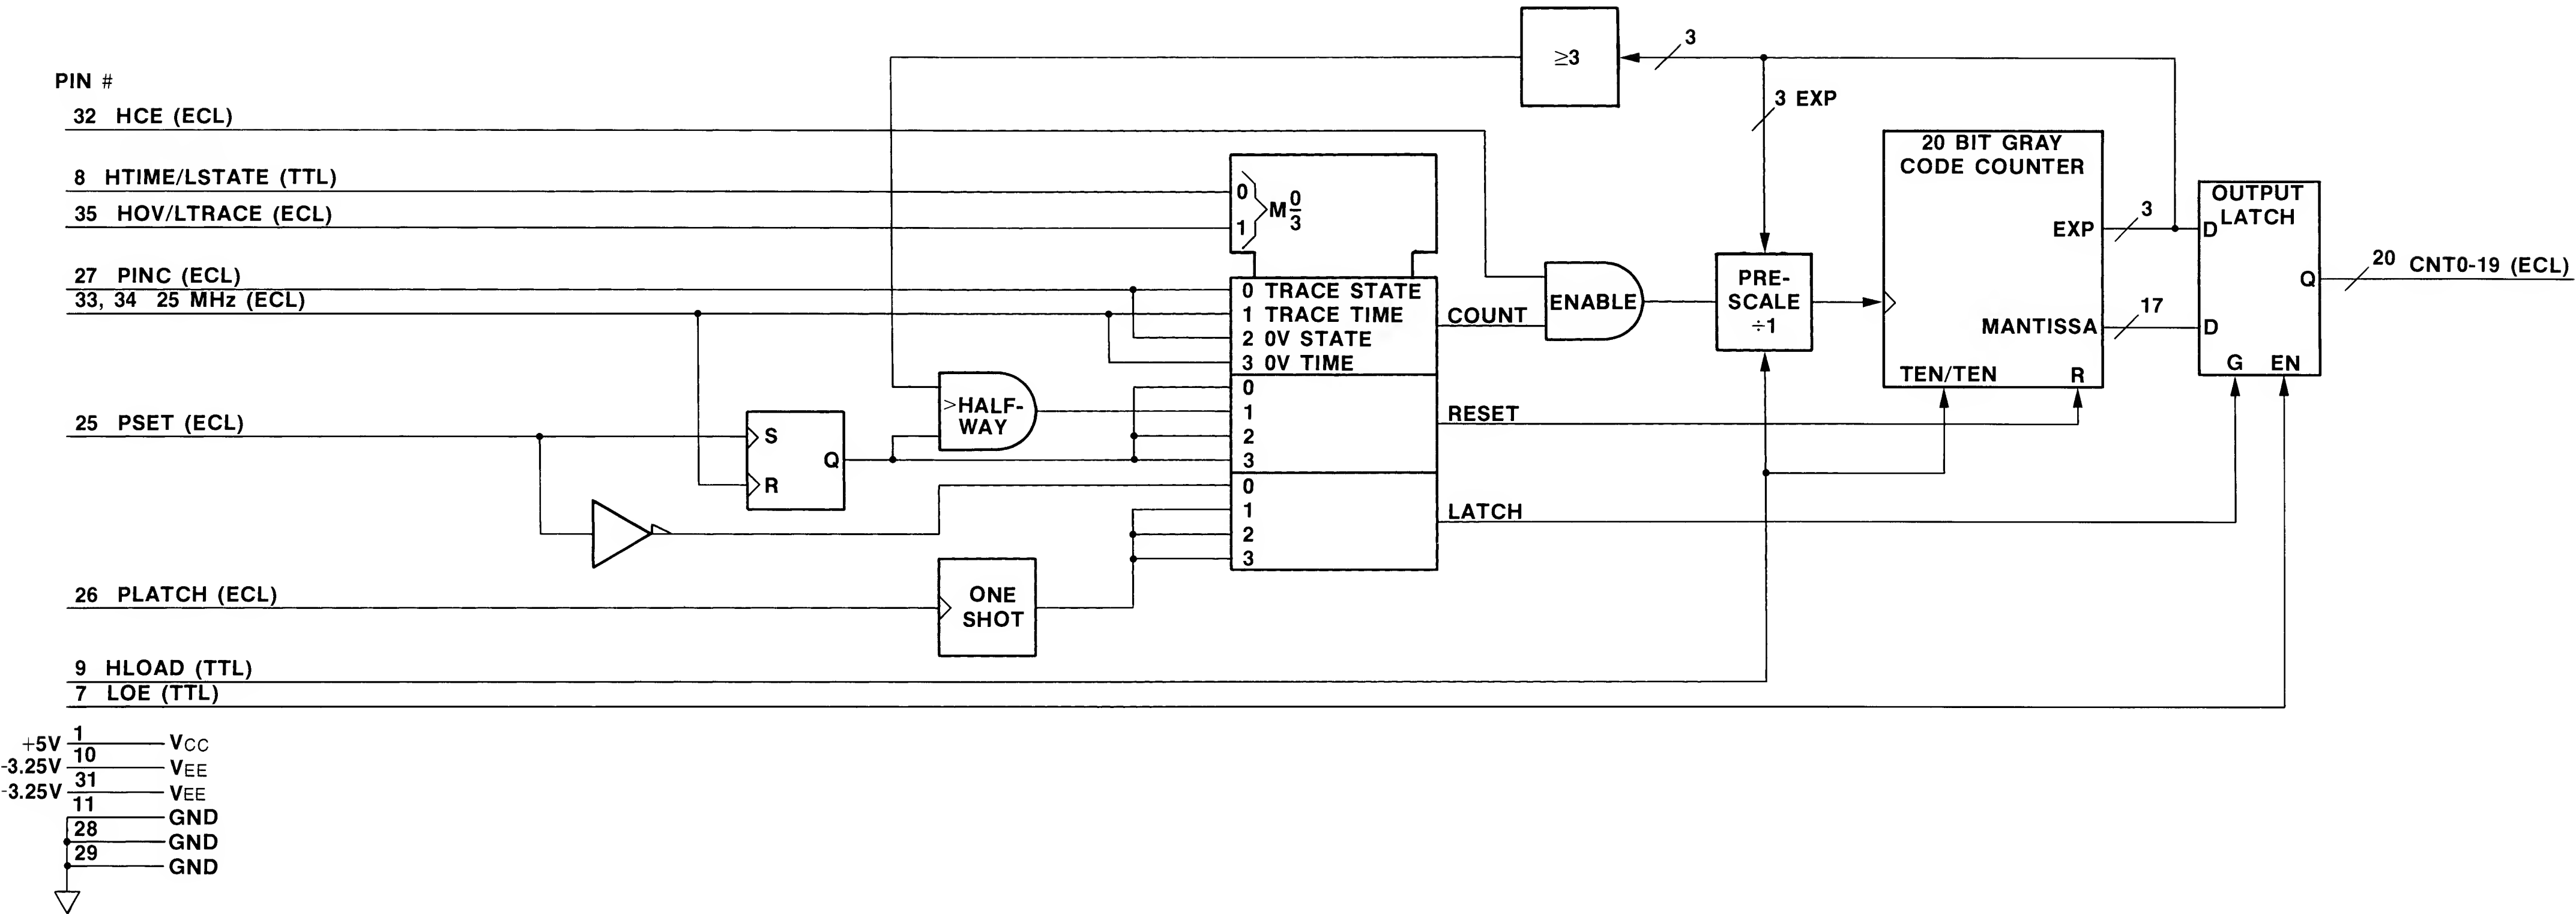 PIN #
32 HCE (ECL)
8 HTIME/LSTATE (TTL)
35 HOV/LTRACE (ECL)
27 PINC (ECL)
33, 34 25 MHz (ECL)
25 PSET (ECL)
26 PLATCH (ECL)
9 HLOAD (TTL)
7 LOE (TTL)
+5V 1 VCC
-3.25V 10 VEE
-3.25V 31 VEE
11 GND
28 GND
29 GND
S
Q
R
>HALF-
WAY
ONE
SHOT
0
M 0/3
1
0 TRACE STATE
1 TRACE TIME
2 0V STATE
3 0V TIME
0
1
2
3
0
1
2
3
COUNT
RESET
LATCH
≥3
3
3 EXP
ENABLE
PRE-
SCALE
÷1
20 BIT GRAY
CODE COUNTER
EXP
MANTISSA
TEN/TEN R
3
17
OUTPUT
LATCH
D
Q
D
G EN
20 CNT0-19 (ECL)